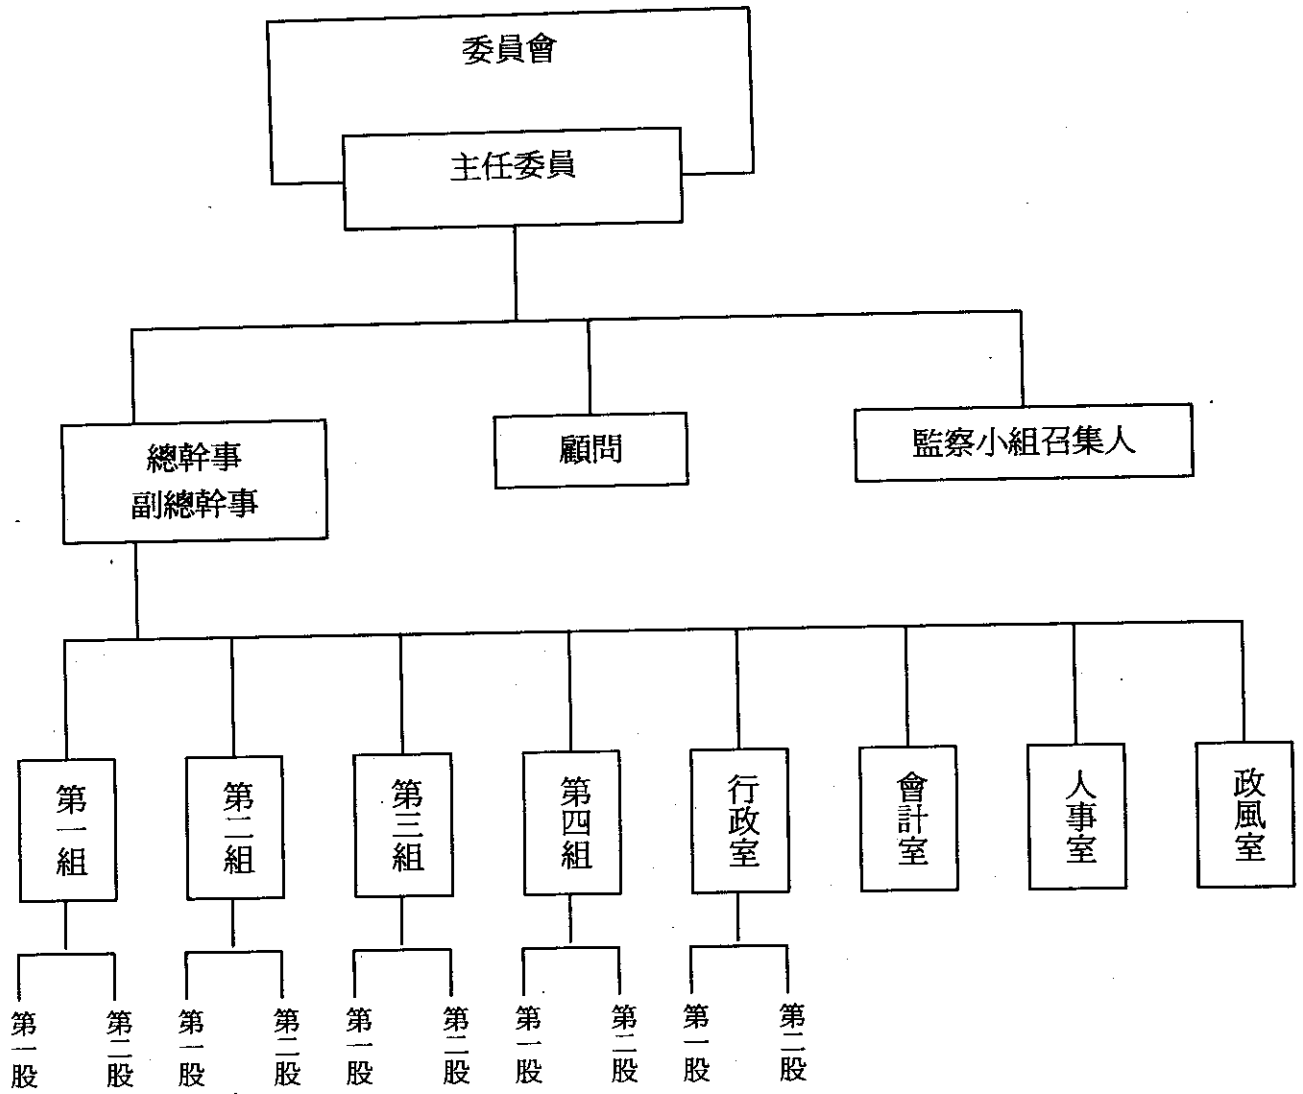 委員會
主任委員
總幹事
副總幹事
顧問
監察小組召集人
第一組
第二組
第三組
第四組
行政室
會計室
人事室
政風室
第一股
第二股
第一股
第二股
第一股
第二股
第一股
第二股
第一股
第二股